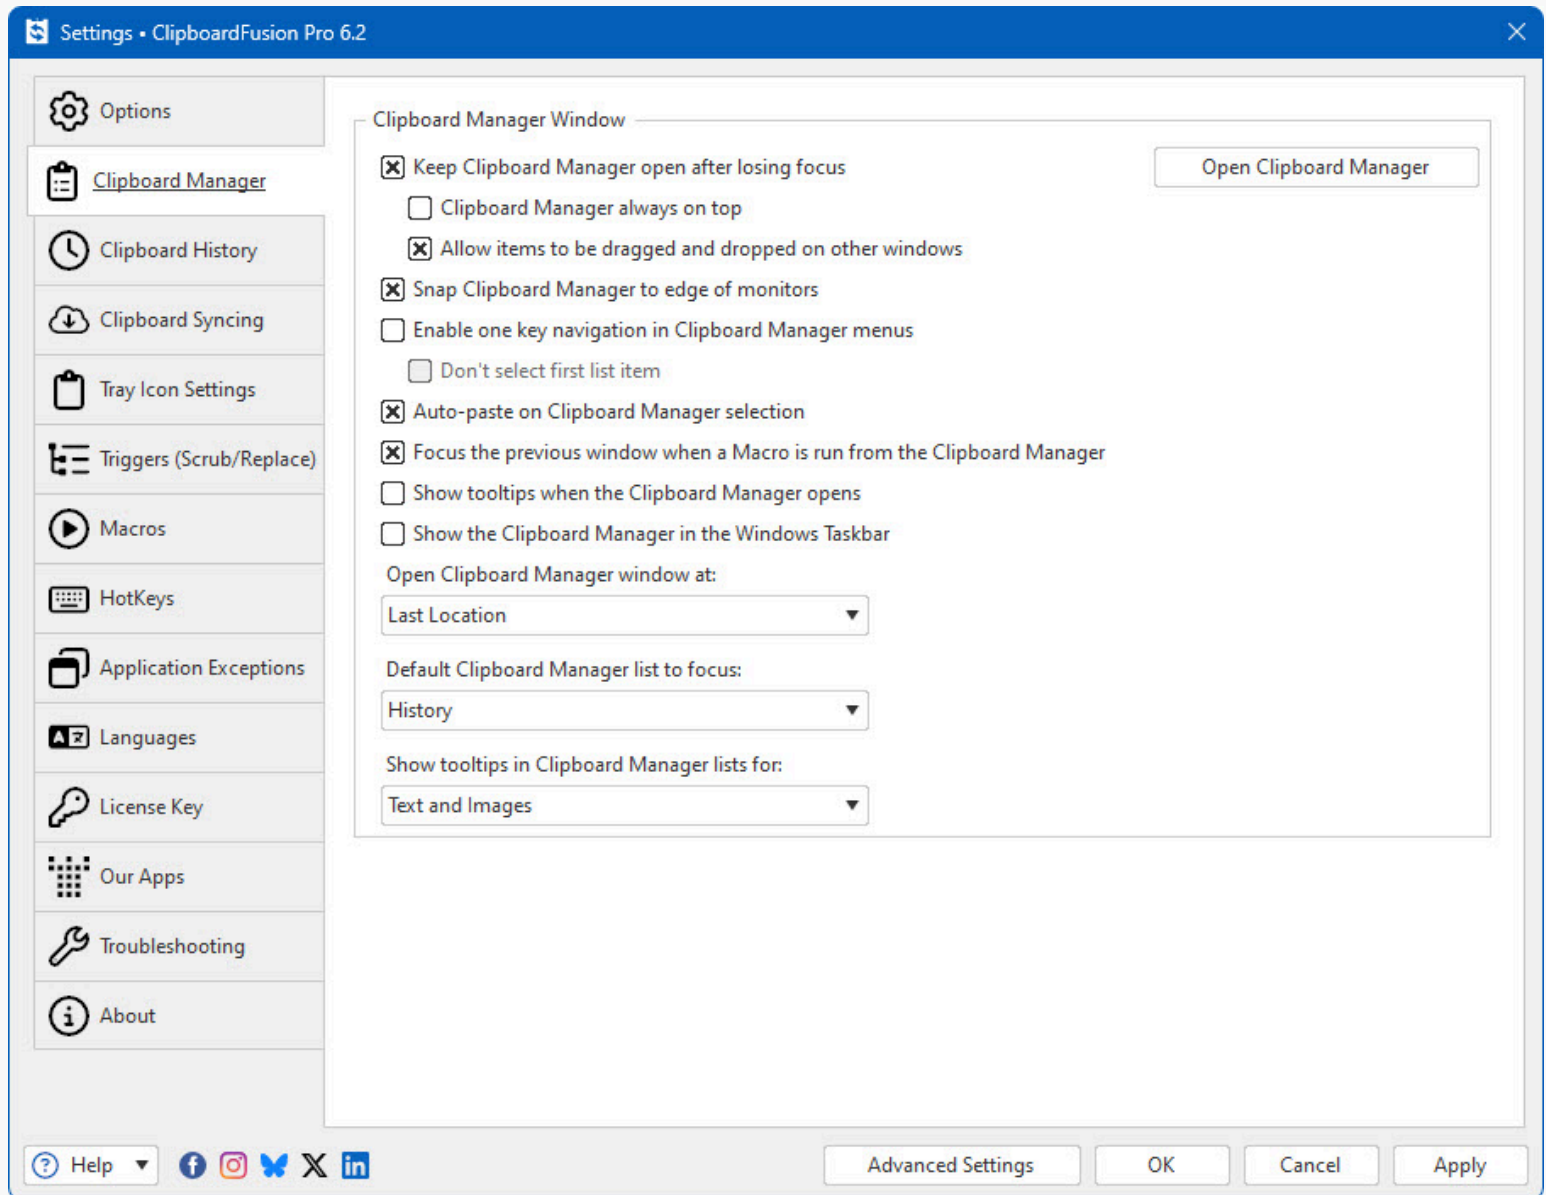 Settings • ClipboardFusion Pro 6.2
Options
Clipboard Manager
Clipboard History
Clipboard Syncing
Tray Icon Settings
Triggers (Scrub/Replace)
Macros
HotKeys
Application Exceptions
Languages
License Key
Our Apps
Troubleshooting
About
Clipboard Manager Window
Keep Clipboard Manager open after losing focus
Open Clipboard Manager
Clipboard Manager always on top
Allow items to be dragged and dropped on other windows
Snap Clipboard Manager to edge of monitors
Enable one key navigation in Clipboard Manager menus
Don't select first list item
Auto-paste on Clipboard Manager selection
Focus the previous window when a Macro is run from the Clipboard Manager
Show tooltips when the Clipboard Manager opens
Show the Clipboard Manager in the Windows Taskbar
Open Clipboard Manager window at:
Last Location
Default Clipboard Manager list to focus:
History
Show tooltips in Clipboard Manager lists for:
Text and Images
Help
Advanced Settings
OK
Cancel
Apply